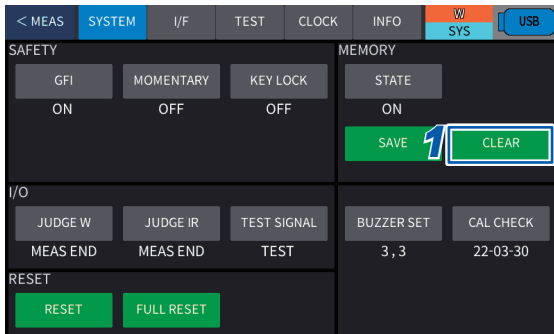 < MEAS SYSTEM I/F TEST CLOCK INFO W SYS USB
SAFETY MEMORY
GFI MOMENTARY KEY LOCK STATE
ON OFF OFF ON
SAVE 1 CLEAR
I/O
JUDGE W JUDGE IR TEST SIGNAL BUZZER SET CAL CHECK
MEAS END MEAS END TEST 3 , 3 22-03-30
RESET
RESET FULL RESET